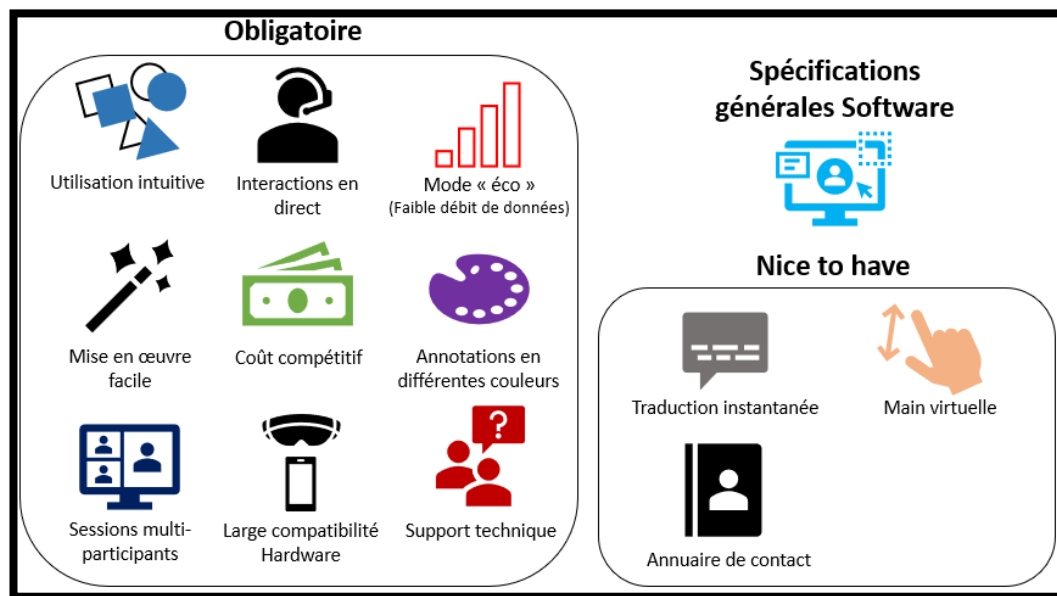 Obligatoire
Utilisation intuitive
Interactions en
direct
Mode « éco »
(Faible débit de données)
Mise en œuvre
facile
Coût compétitif
Annotations en
différentes couleurs
Sessions multi-
participants
Large compatibilité
Hardware
?
Support technique
Spécifications
générales Software
Nice to have
Traduction instantanée
Main virtuelle
Annuaire de contact